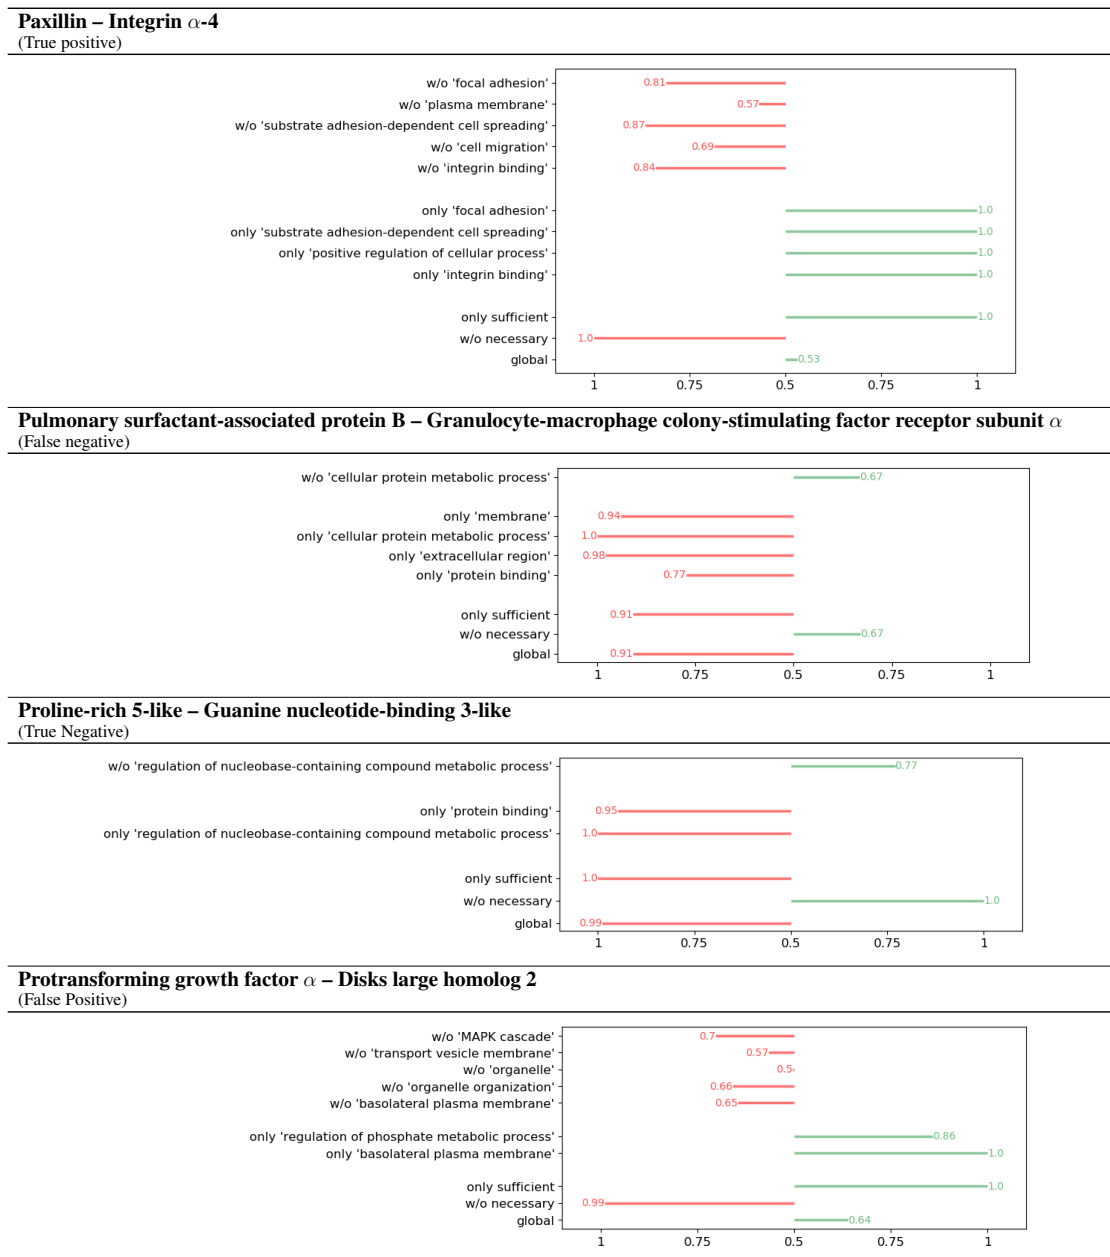 Paxillin – Integrin α-4
(True positive)
w/o 'focal adhesion' 0.81
w/o 'plasma membrane' 0.57
w/o 'substrate adhesion-dependent cell spreading' 0.87
w/o 'cell migration' 0.69
w/o 'integrin binding' 0.84
only 'focal adhesion' 1.0
only 'substrate adhesion-dependent cell spreading' 1.0
only 'positive regulation of cellular process' 1.0
only 'integrin binding' 1.0
only sufficient 1.0
w/o necessary 1.0
global 0.53
1 0.75 0.5 0.75 1
Pulmonary surfactant-associated protein B – Granulocyte-macrophage colony-stimulating factor receptor subunit α
(False negative)
w/o 'cellular protein metabolic process' 0.67
only 'membrane' 0.94
only 'cellular protein metabolic process' 1.0
only 'extracellular region' 0.98
only 'protein binding' 0.77
only sufficient 0.91
w/o necessary 0.67
global 0.91
1 0.75 0.5 0.75 1
Proline-rich 5-like – Guanine nucleotide-binding 3-like
(True Negative)
w/o 'regulation of nucleobase-containing compound metabolic process' 0.77
only 'protein binding' 0.95
only 'regulation of nucleobase-containing compound metabolic process' 1.0
only sufficient 1.0
w/o necessary 1.0
global 0.99
1 0.75 0.5 0.75 1
Protransforming growth factor α – Disks large homolog 2
(False Positive)
w/o 'MAPK cascade' 0.7
w/o 'transport vesicle membrane' 0.57
w/o 'organelle' 0.5
w/o 'organelle organization' 0.66
w/o 'basolateral plasma membrane' 0.65
only 'regulation of phosphate metabolic process' 0.86
only 'basolateral plasma membrane' 1.0
only sufficient 1.0
w/o necessary 0.99
global 0.64
1 0.75 0.5 0.75 1